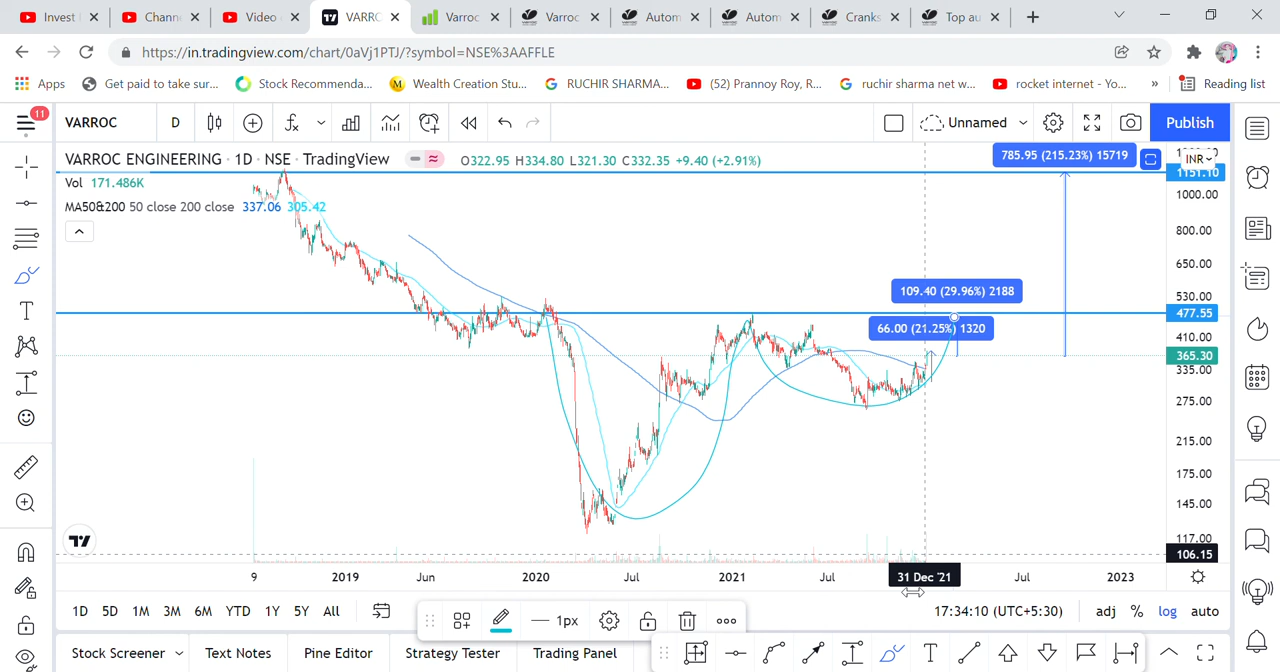 Invest
Chann
Video
VARRC
Varroc
Varroc
Autom
Autom
Cranks
Top au
https://in.tradingview.com/chart/0aVj1PTJ/?symbol=NSE%3AAFFLE
Apps
Get paid to take sur...
Stock Recommenda...
Wealth Creation Stu...
RUCHIR SHARMA...
(52) Prannoy Roy, R...
ruchir sharma net w...
rocket internet - Yo...
»
Reading list
11
VARROC
D
Unnamed
Publish
VARROC ENGINEERING · 1D · NSE · TradingView
O322.95 H334.80 L321.30 C332.35 +9.40 (+2.91%)
785.95 (215.23%) 15719
INR
1151.10
Vol 171.486K
1000.00
MA50&200 50 close 200 close 337.06 305.42
800.00
650.00
109.40 (29.96%) 2188
530.00
477.55
66.00 (21.25%) 1320
410.00
365.30
335.00
275.00
215.00
175.00
145.00
117.00
106.15
9
2019
Jun
2020
Jul
2021
Jul
31 Dec '21
Jul
2023
1D 5D 1M 3M 6M YTD 1Y 5Y All
1px
17:34:10 (UTC+5:30)
adj % log auto
Stock Screener
Text Notes
Pine Editor
Strategy Tester
Trading Panel